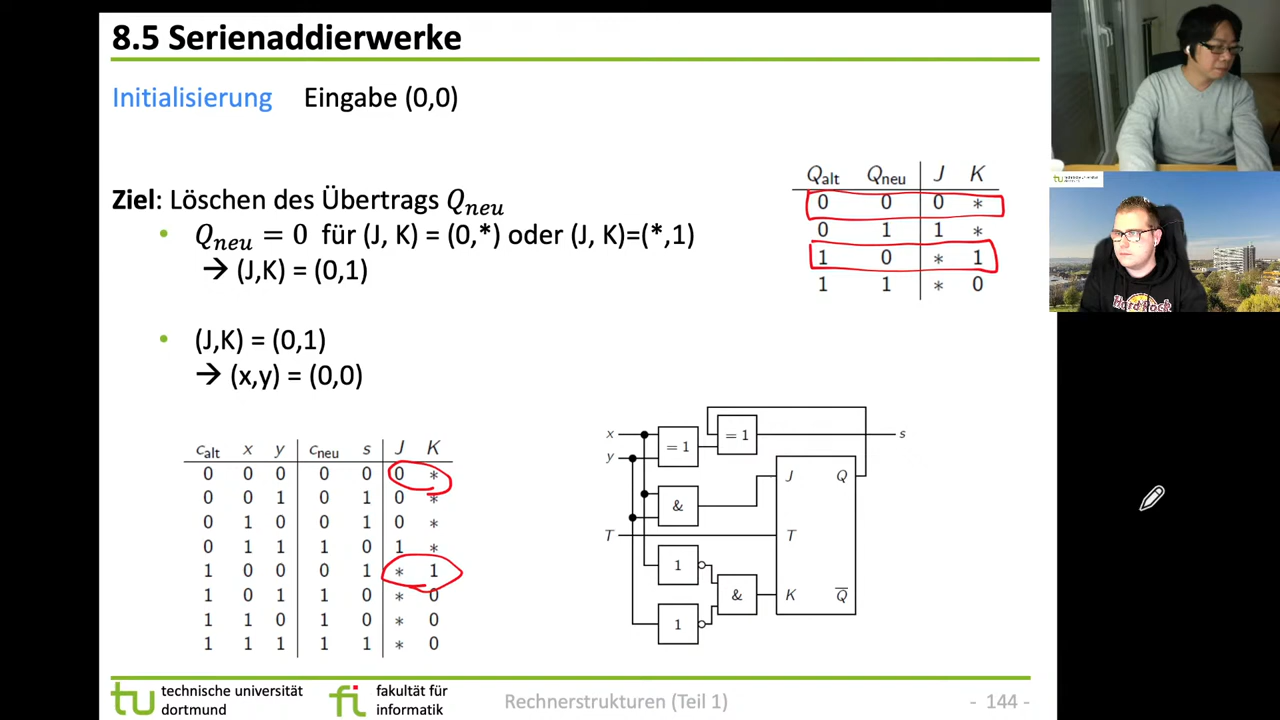 8.5 Serienaddierwerke
Initialisierung Eingabe (0,0)
Ziel: Löschen des Übertrags Q_neu
• Q_neu = 0 für (J, K) = (0,*) oder (J, K)=(*,1)
→ (J,K) = (0,1)
• (J,K) = (0,1)
→ (x,y) = (0,0)
Q_alt Q_neu J K
0 0 0 *
0 1 1 *
1 0 * 1
1 1 * 0
c_alt x y c_neu s J K
0 0 0 0 0 0 *
0 0 1 0 1 0 *
0 1 0 0 1 0 *
0 1 1 1 0 1 *
1 0 0 0 1 * 1
1 0 1 1 0 * 0
1 1 0 1 0 * 0
1 1 1 1 1 * 0
x = 1 = 1 s
y
J Q
&
T T
1
& K Q̅
1
technische universität
dortmund
fakultät für
informatik
tu
fi
Rechnerstrukturen (Teil 1)
- 144 -
tu
Hard Rock